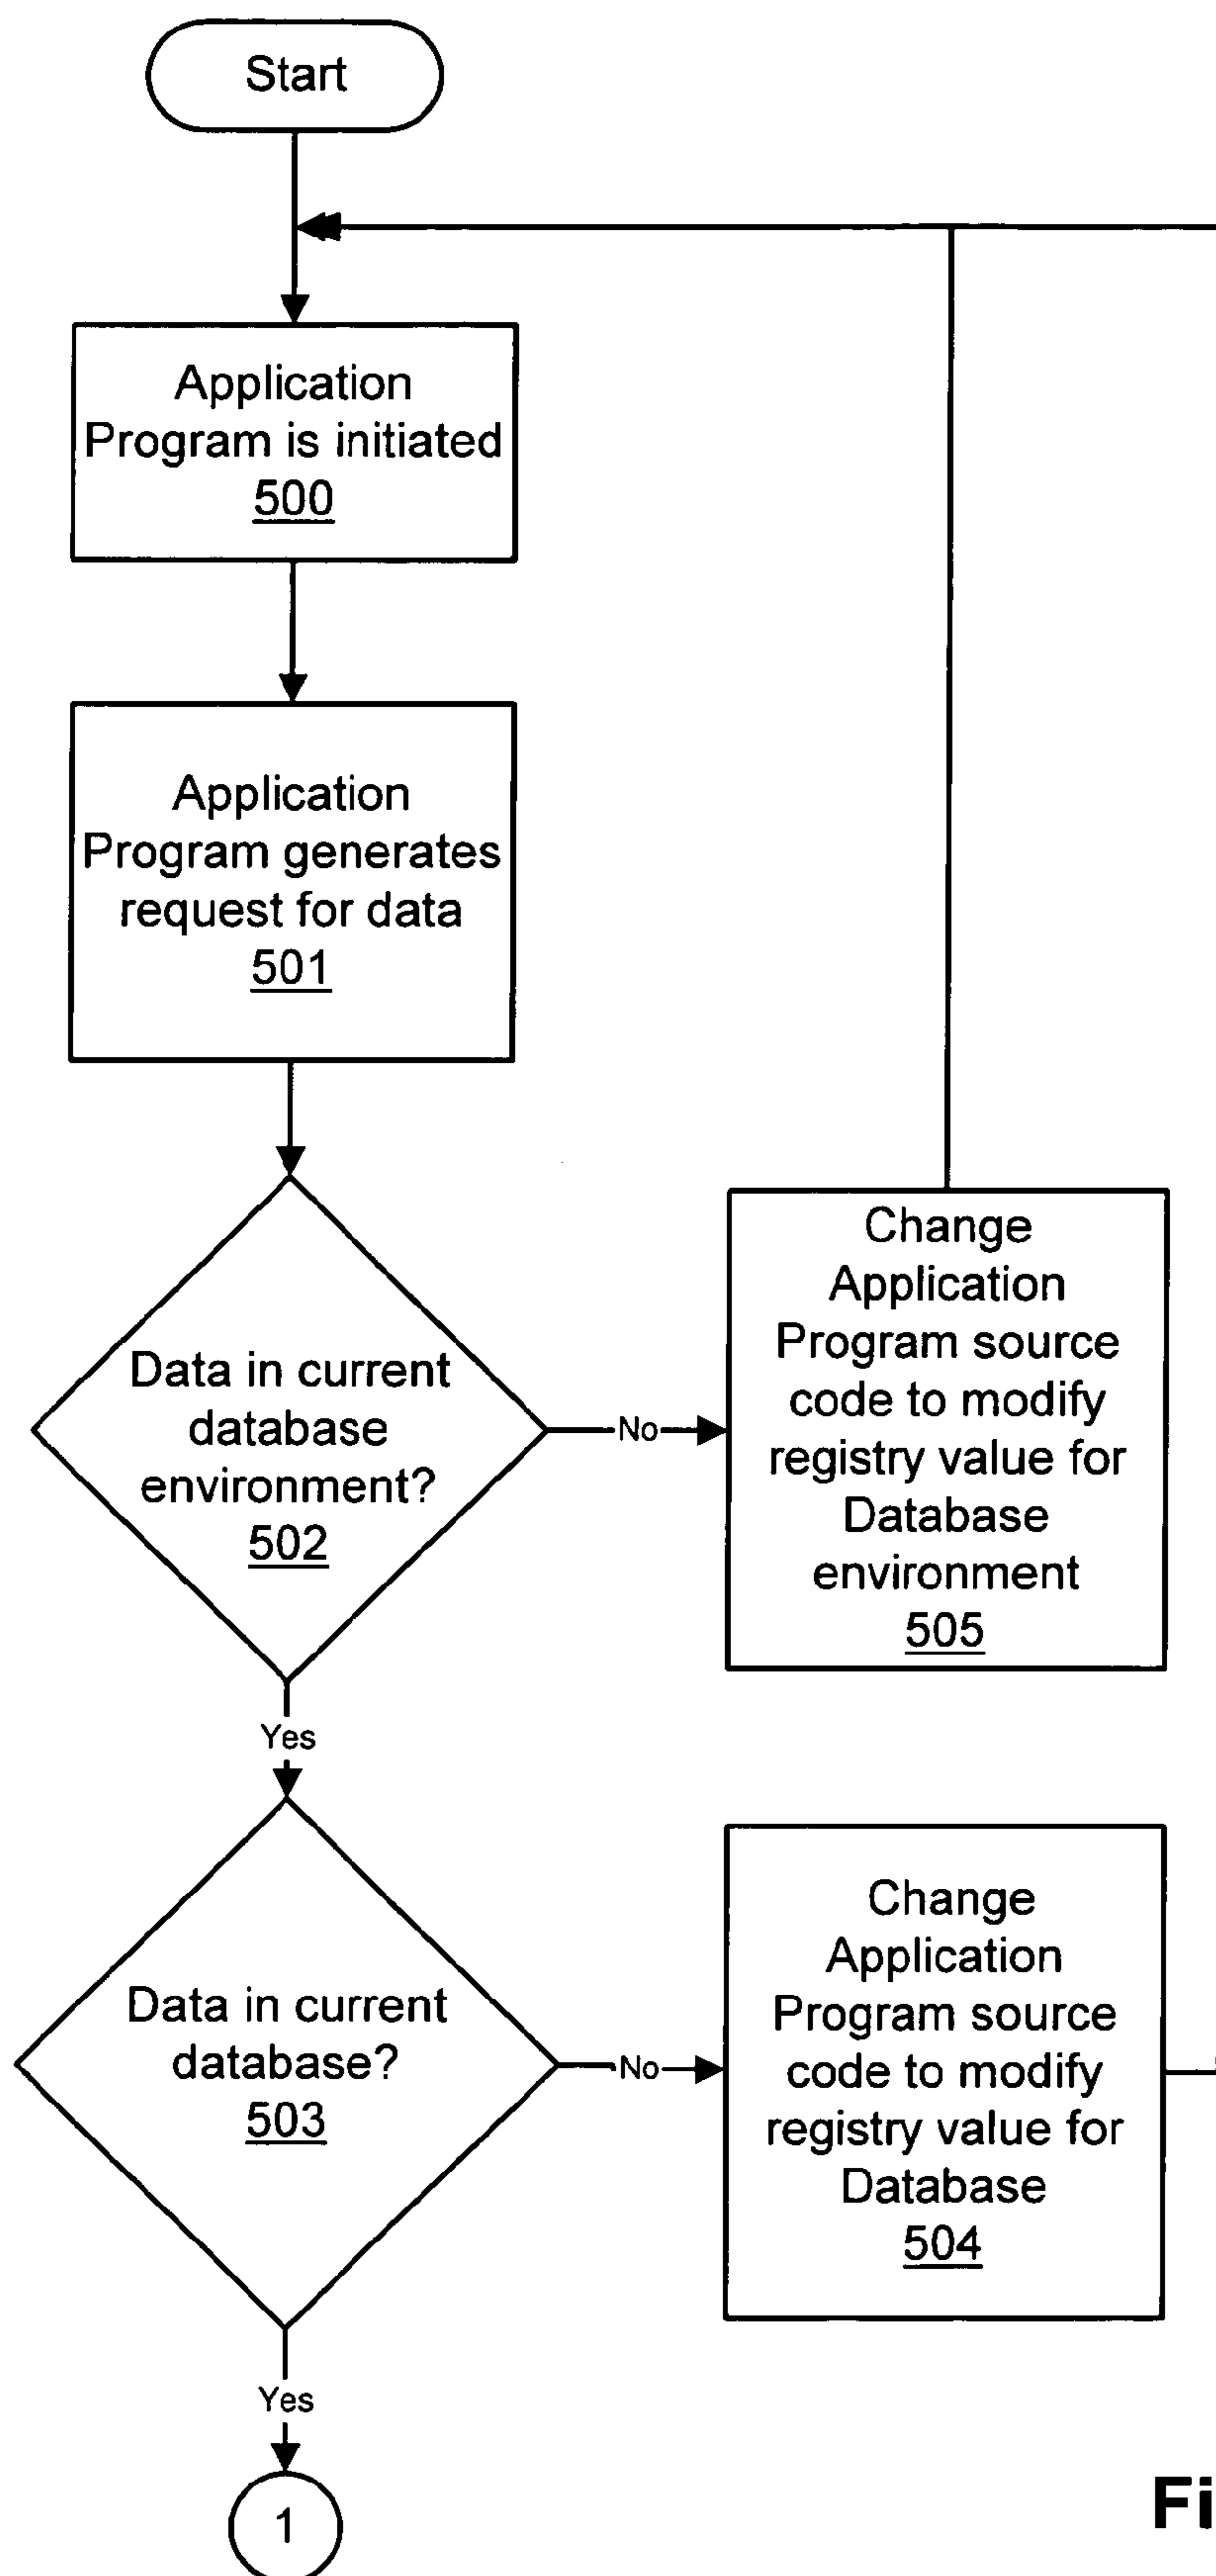 Start
Application
Program is initiated
500
Application
Program generates
request for data
501
Data in current
database
environment?
502
No
Change
Application
Program source
code to modify
registry value for
Database
environment
505
Yes
Data in current
database?
503
No
Change
Application
Program source
code to modify
registry value for
Database
504
Yes
1
Fi